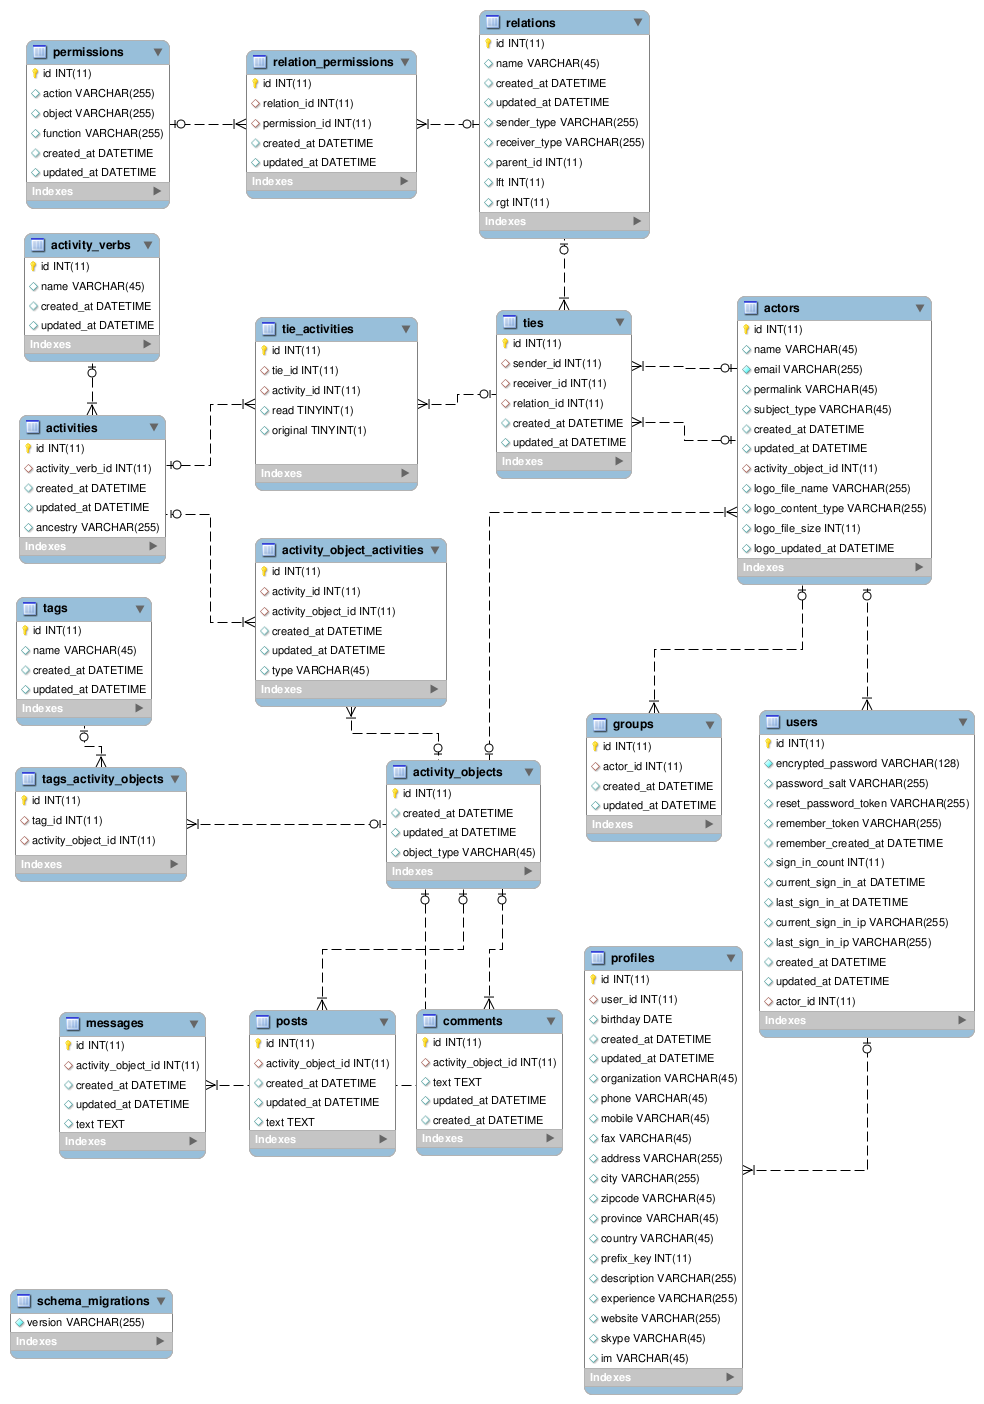 permissions
id INT(11)
action VARCHAR(255)
object VARCHAR(255)
function VARCHAR(255)
created_at DATETIME
updated_at DATETIME
Indexes
relation_permissions
id INT(11)
relation_id INT(11)
permission_id INT(11)
created_at DATETIME
updated_at DATETIME
Indexes
relations
id INT(11)
name VARCHAR(45)
created_at DATETIME
updated_at DATETIME
sender_type VARCHAR(255)
receiver_type VARCHAR(255)
parent_id INT(11)
lft INT(11)
rgt INT(11)
Indexes
activity_verbs
id INT(11)
name VARCHAR(45)
created_at DATETIME
updated_at DATETIME
Indexes
tie_activities
id INT(11)
tie_id INT(11)
activity_id INT(11)
read TINYINT(1)
original TINYINT(1)
Indexes
ties
id INT(11)
sender_id INT(11)
receiver_id INT(11)
relation_id INT(11)
created_at DATETIME
updated_at DATETIME
Indexes
actors
id INT(11)
name VARCHAR(45)
email VARCHAR(255)
permalink VARCHAR(45)
subject_type VARCHAR(45)
created_at DATETIME
updated_at DATETIME
activity_object_id INT(11)
logo_file_name VARCHAR(255)
logo_content_type VARCHAR(255)
logo_file_size INT(11)
logo_updated_at DATETIME
Indexes
activities
id INT(11)
activity_verb_id INT(11)
created_at DATETIME
updated_at DATETIME
ancestry VARCHAR(255)
Indexes
activity_object_activities
id INT(11)
activity_id INT(11)
activity_object_id INT(11)
created_at DATETIME
updated_at DATETIME
type VARCHAR(45)
Indexes
tags
id INT(11)
name VARCHAR(45)
created_at DATETIME
updated_at DATETIME
Indexes
tags_activity_objects
id INT(11)
tag_id INT(11)
activity_object_id INT(11)
Indexes
activity_objects
id INT(11)
created_at DATETIME
updated_at DATETIME
object_type VARCHAR(45)
Indexes
groups
id INT(11)
actor_id INT(11)
created_at DATETIME
updated_at DATETIME
Indexes
users
id INT(11)
encrypted_password VARCHAR(128)
password_salt VARCHAR(255)
reset_password_token VARCHAR(255)
remember_token VARCHAR(255)
remember_created_at DATETIME
sign_in_count INT(11)
current_sign_in_at DATETIME
last_sign_in_at DATETIME
current_sign_in_ip VARCHAR(255)
last_sign_in_ip VARCHAR(255)
created_at DATETIME
updated_at DATETIME
actor_id INT(11)
Indexes
messages
id INT(11)
activity_object_id INT(11)
created_at DATETIME
updated_at DATETIME
text TEXT
Indexes
posts
id INT(11)
activity_object_id INT(11)
created_at DATETIME
updated_at DATETIME
text TEXT
Indexes
comments
id INT(11)
activity_object_id INT(11)
text TEXT
updated_at DATETIME
created_at DATETIME
Indexes
profiles
id INT(11)
user_id INT(11)
birthday DATE
created_at DATETIME
updated_at DATETIME
organization VARCHAR(45)
phone VARCHAR(45)
mobile VARCHAR(45)
fax VARCHAR(45)
address VARCHAR(255)
city VARCHAR(255)
zipcode VARCHAR(45)
province VARCHAR(45)
country VARCHAR(45)
prefix_key INT(11)
description VARCHAR(255)
experience VARCHAR(255)
website VARCHAR(255)
skype VARCHAR(45)
im VARCHAR(45)
Indexes
schema_migrations
version VARCHAR(255)
Indexes